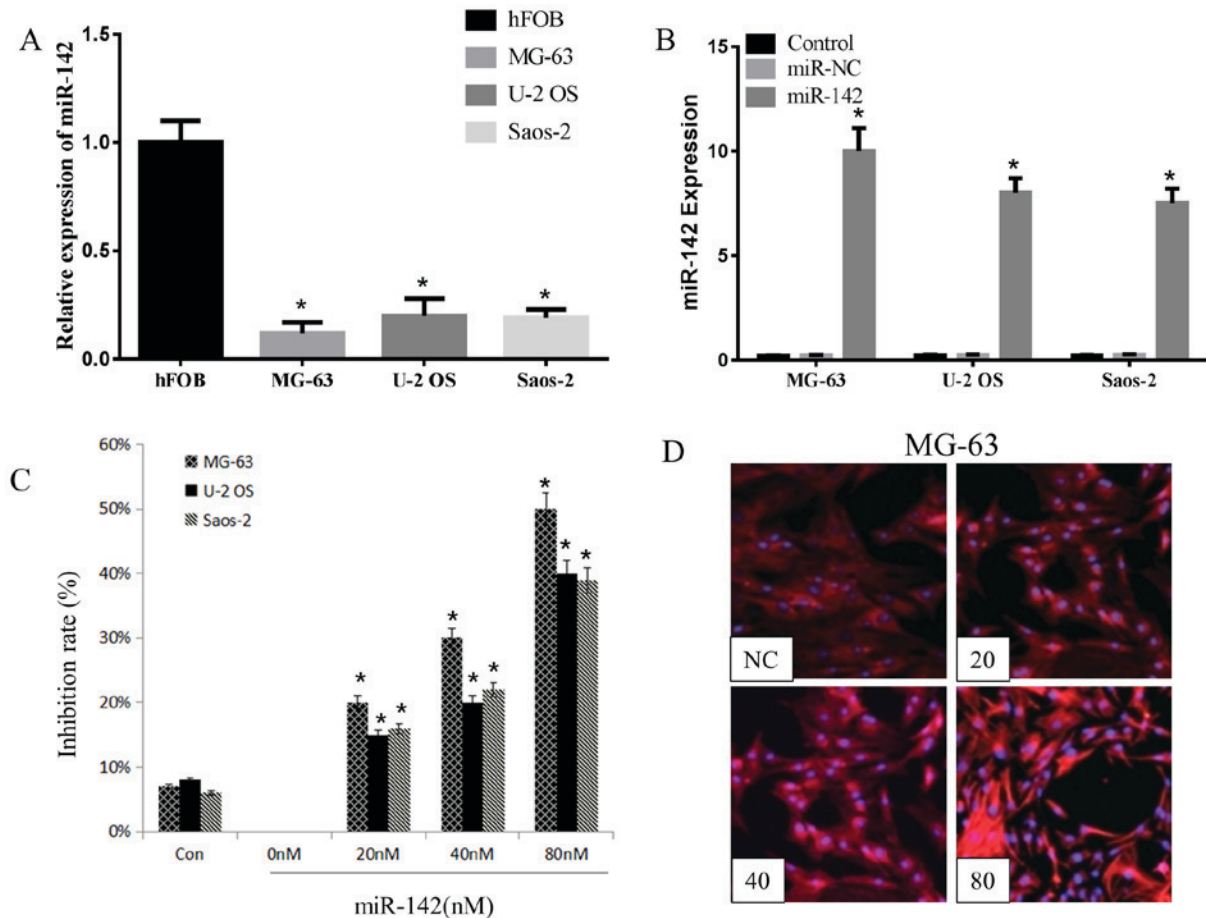 A
Relative expression of miR-142
1.5
1.0
0.5
0.0
hFOB
MG-63
U-2 OS
Saos-2
*
*
*
hFOB
MG-63
U-2 OS
Saos-2
B
miR-142 Expression
15
10
5
0
Control
miR-NC
miR-142
*
*
*
MG-63
U-2 OS
Saos-2
C
Inhibition rate (%)
60%
50%
40%
30%
20%
10%
0%
MG-63
U-2 OS
Saos-2
*
*
*
*
*
*
*
*
*
Con
0nM
20nM
40nM
80nM
miR-142(nM)
D
MG-63
NC
20
40
80